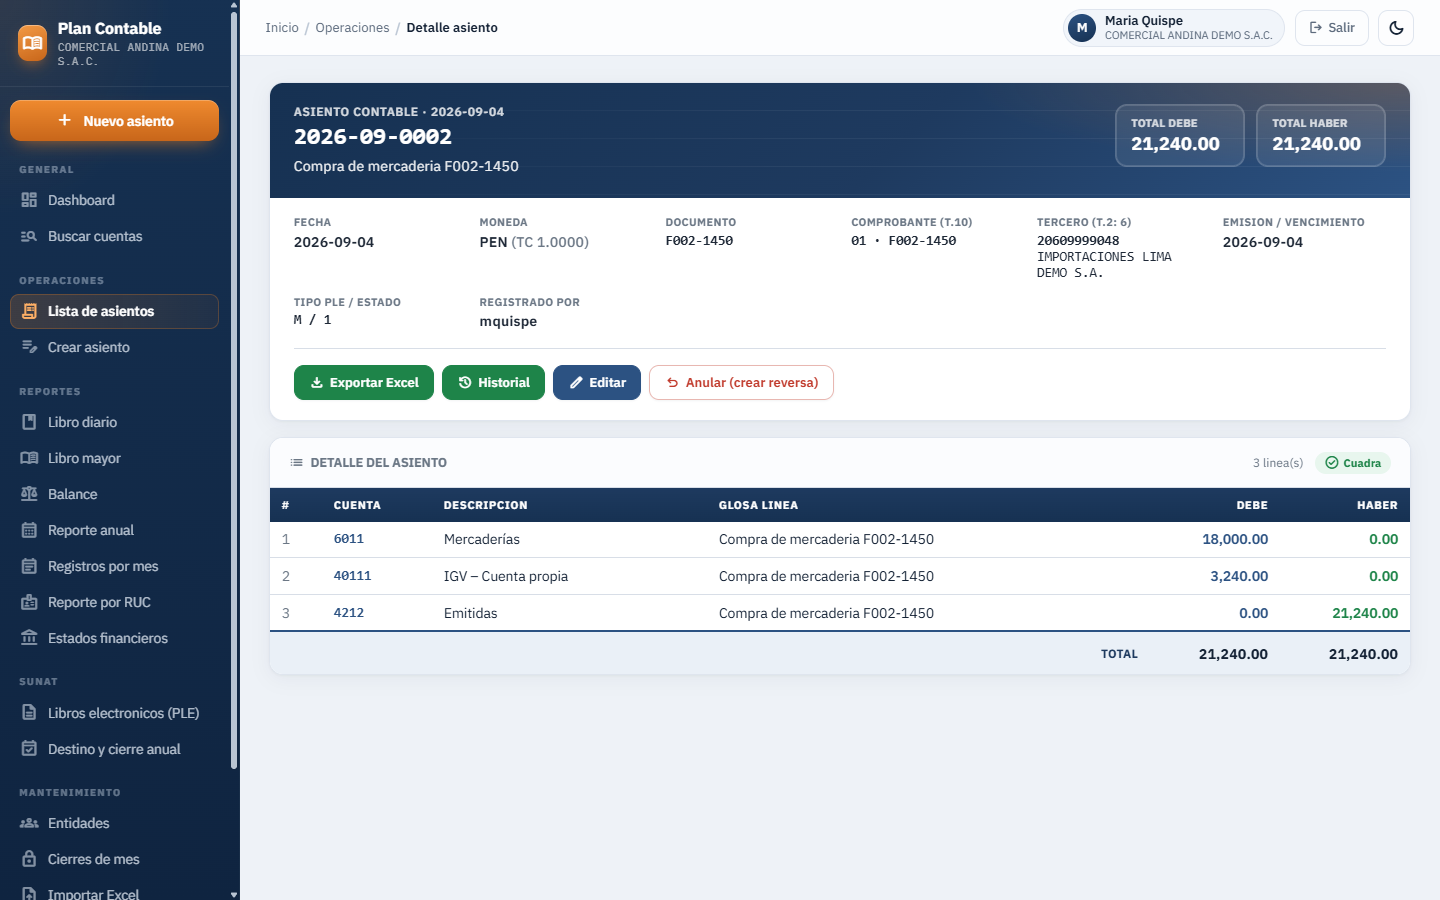 Plan Contable
COMERCIAL ANDINA DEMO
S.A.C.
Nuevo asiento
GENERAL
Dashboard
Buscar cuentas
OPERACIONES
Lista de asientos
Crear asiento
REPORTES
Libro diario
Libro mayor
Balance
Reporte anual
Registros por mes
Reporte por RUC
Estados financieros
SUNAT
Libros electronicos (PLE)
Destino y cierre anual
MANTENIMIENTO
Entidades
Cierres de mes
Importar Excel
Inicio / Operaciones / Detalle asiento
M
Maria Quispe
COMERCIAL ANDINA DEMO S.A.C.
Salir
ASIENTO CONTABLE · 2026-09-04
2026-09-0002
Compra de mercaderia F002-1450
TOTAL DEBE
21,240.00
TOTAL HABER
21,240.00
FECHA
2026-09-04
MONEDA
PEN (TC 1.0000)
DOCUMENTO
F002-1450
COMPROBANTE (T.10)
01 · F002-1450
TERCERO (T.2: 6)
20609999048
IMPORTACIONES LIMA
DEMO S.A.
EMISION / VENCIMIENTO
2026-09-04
TIPO PLE / ESTADO
M / 1
REGISTRADO POR
mquispe
Exportar Excel
Historial
Editar
Anular (crear reversa)
DETALLE DEL ASIENTO
3 linea(s)
Cuadra
# CUENTA DESCRIPCION GLOSA LINEA DEBE HABER
1 6011 Mercaderías Compra de mercaderia F002-1450 18,000.00 0.00
2 40111 IGV – Cuenta propia Compra de mercaderia F002-1450 3,240.00 0.00
3 4212 Emitidas Compra de mercaderia F002-1450 0.00 21,240.00
TOTAL 21,240.00 21,240.00